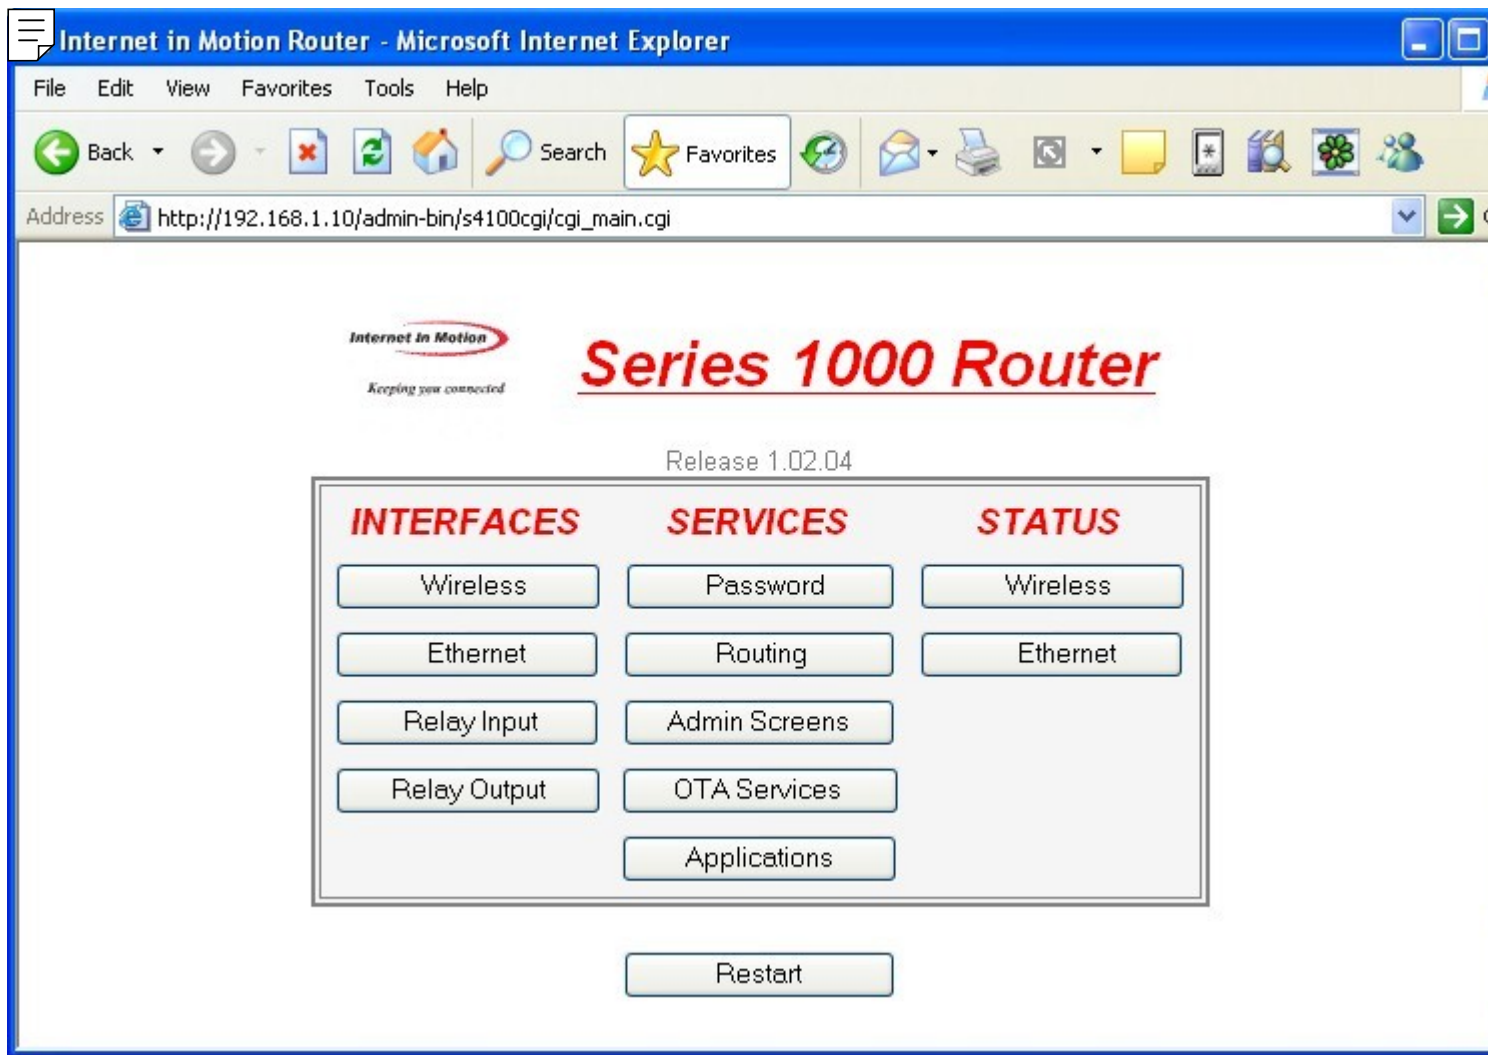 Internet in Motion Router - Microsoft Internet Explorer
File Edit View Favorites Tools Help
Back Search Favorites
Address http://192.168.1.10/admin-bin/s4100cgi/cgi_main.cgi
Internet In Motion
Keeping you connected
Series 1000 Router
Release 1.02.04
INTERFACES SERVICES STATUS
Wireless Password Wireless
Ethernet Routing Ethernet
Relay Input Admin Screens
Relay Output OTA Services
Applications
Restart